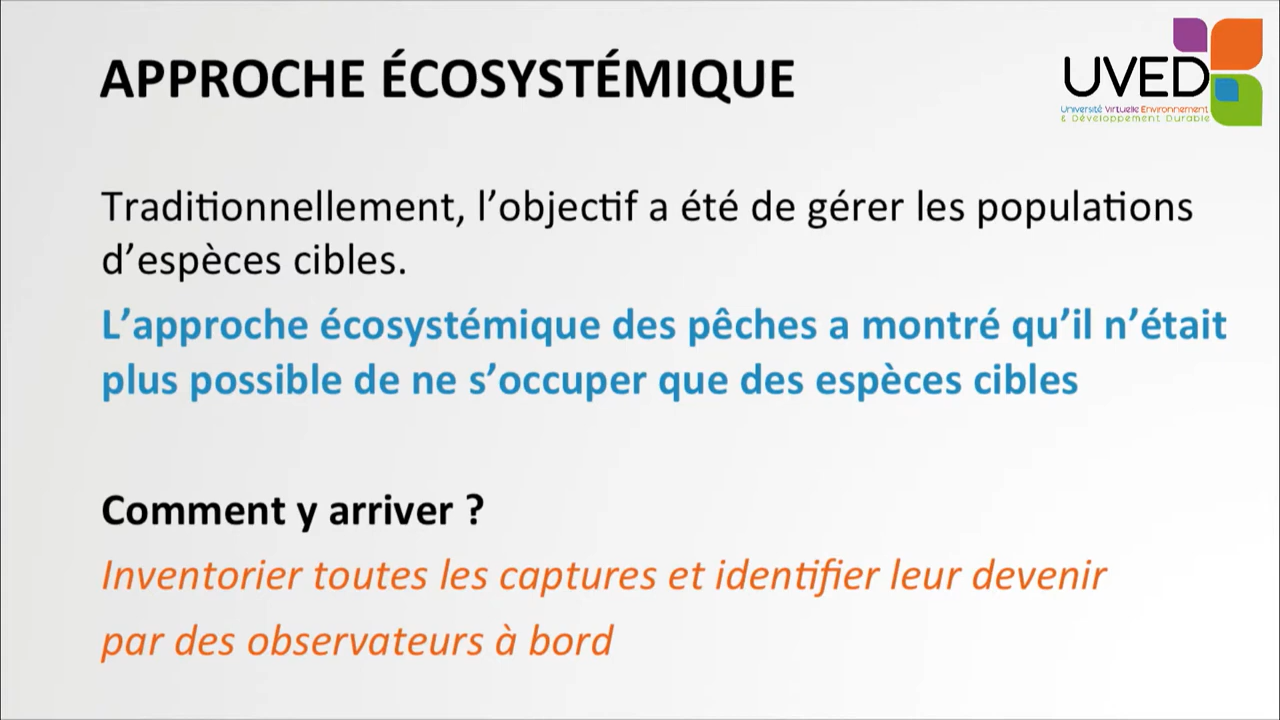 APPROCHE ÉCOSYSTÉMIQUE
UVED
Université Virtuelle Environnement
& Développement Durable
Traditionnellement, l’objectif a été de gérer les populations
d’espèces cibles.
L’approche écosystémique des pêches a montré qu’il n’était
plus possible de ne s’occuper que des espèces cibles
Comment y arriver ?
Inventorier toutes les captures et identifier leur devenir
par des observateurs à bord